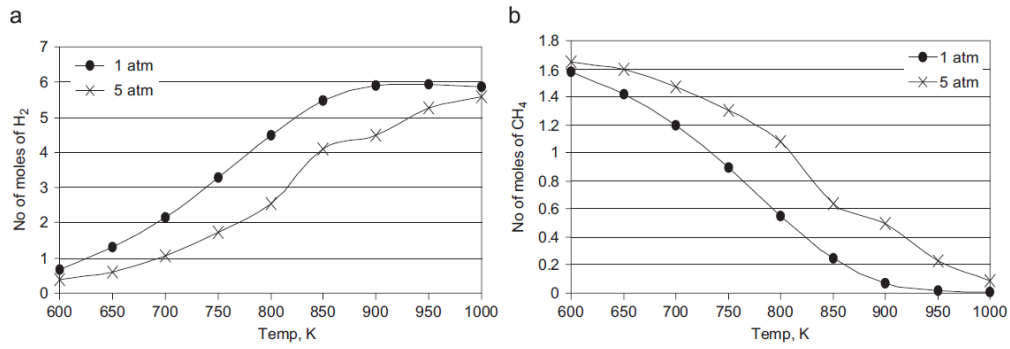 a
7
6
5
4
3
2
1
0
No of moles of H2
1 atm
5 atm
600 650 700 750 800 850 900 950 1000
Temp, K
b
1.8
1.6
1.4
1.2
1
0.8
0.6
0.4
0.2
0
No of moles of CH4
1 atm
5 atm
600 650 700 750 800 850 900 950 1000
Temp, K